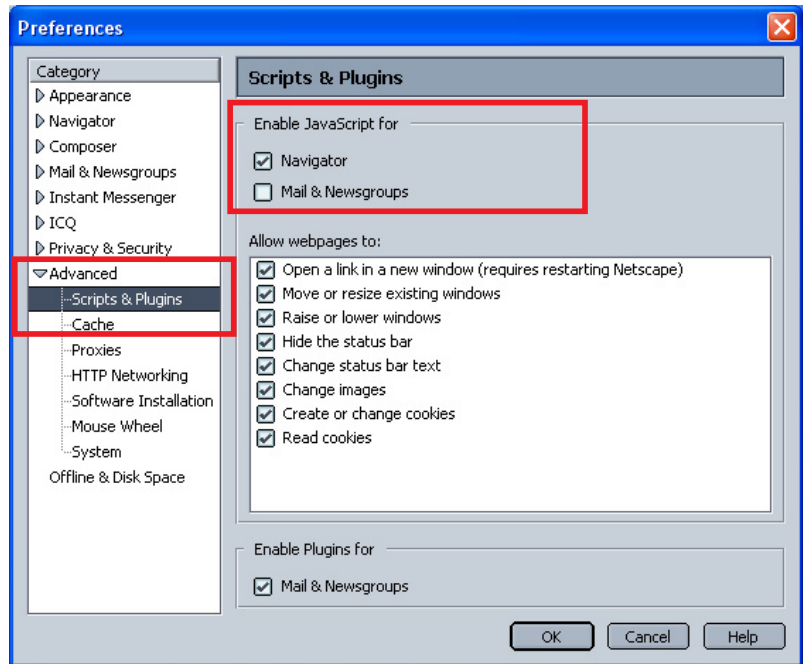 Preferences
Category
Appearance
Navigator
Composer
Mail & Newsgroups
Instant Messenger
ICQ
Privacy & Security
Advanced
Scripts & Plugins
Cache
Proxies
HTTP Networking
Software Installation
Mouse Wheel
System
Offline & Disk Space
Scripts & Plugins
Enable JavaScript for
Navigator
Mail & Newsgroups
Allow webpages to:
Open a link in a new window (requires restarting Netscape)
Move or resize existing windows
Raise or lower windows
Hide the status bar
Change status bar text
Change images
Create or change cookies
Read cookies
Enable Plugins for
Mail & Newsgroups
OK Cancel Help